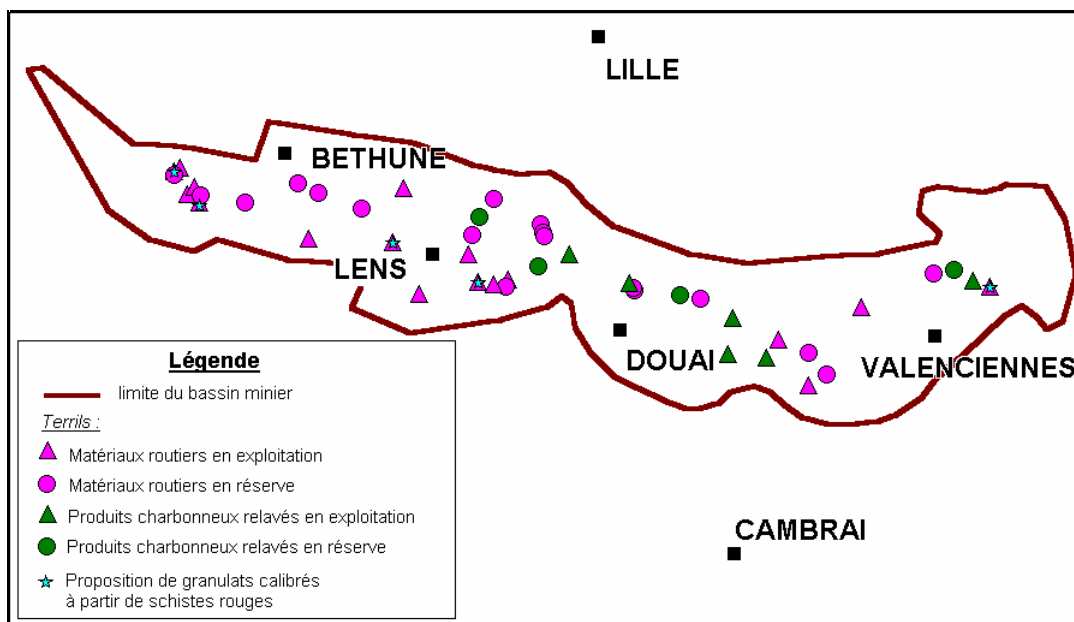 LILLE
BETHUNE
LENS
DOUAI
VALENCIENNES
CAMBRAI
Légende
limite du bassin minier
Terrils :
Matériaux routiers en exploitation
Matériaux routiers en réserve
Produits charbonneux relavés en exploitation
Produits charbonneux relavés en réserve
Proposition de granulats calibrés
à partir de schistes rouges